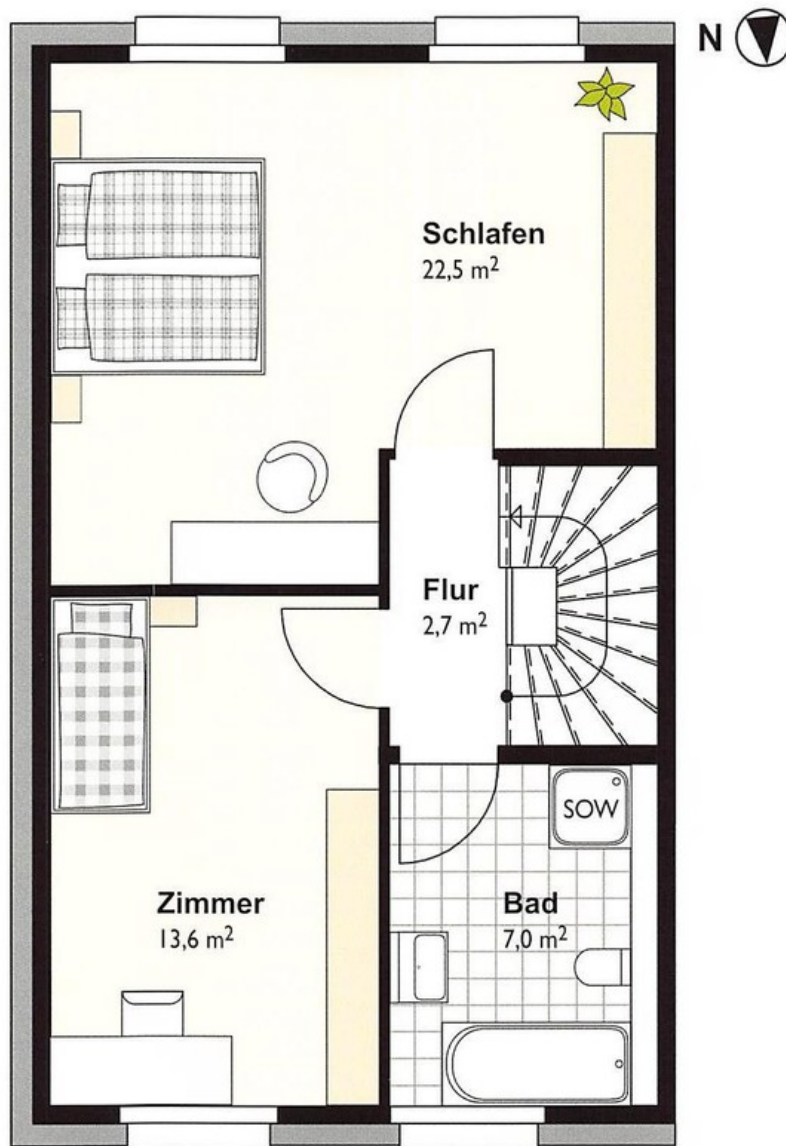 N
Schlafen
22,5 m²
Flur
2,7 m²
SOW
Zimmer
13,6 m²
Bad
7,0 m²